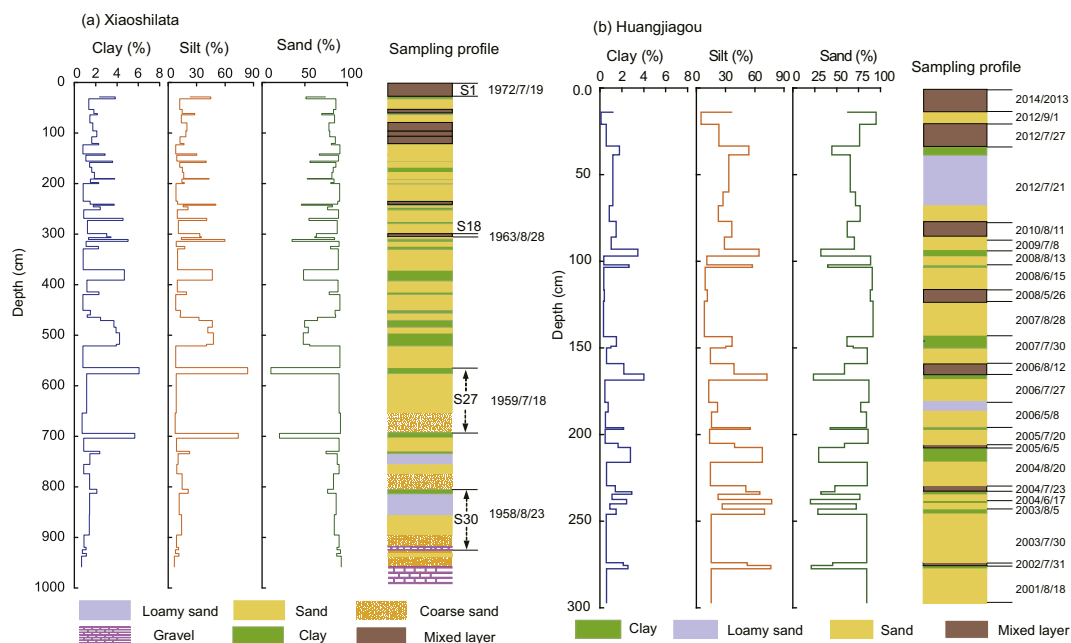 (a) Xiaoshilata
Clay (%) Silt (%) Sand (%) Sampling profile
0 2 4 6 8 0 30 60 90 0 50 100
Depth (cm)
0
100
200
300
400
500
600
700
800
900
1000
S1 1972/7/19
S18
1963/8/28
S27 1959/7/18
S30 1958/8/23
Loamy sand Sand Coarse sand
Gravel Clay Mixed layer
(b) Huangjiagou
Clay (%) Silt (%) Sand (%) Sampling profile
0 2 4 6 8 0 25 50 75 100 0 25 50 75 100
Depth (cm)
0.0
50
100
150
200
250
300
2014/2013
2012/9/1
2012/7/27
2012/7/21
2010/8/11
2009/7/8
2008/8/13
2008/6/15
2008/5/26
2007/8/28
2007/7/30
2006/8/12
2006/7/27
2006/5/8
2005/7/20
2005/6/5
2004/8/20
2004/7/23
2004/6/17
2003/8/5
2003/7/30
2002/7/31
2001/8/18
Clay Loamy sand Sand
Mixed layer